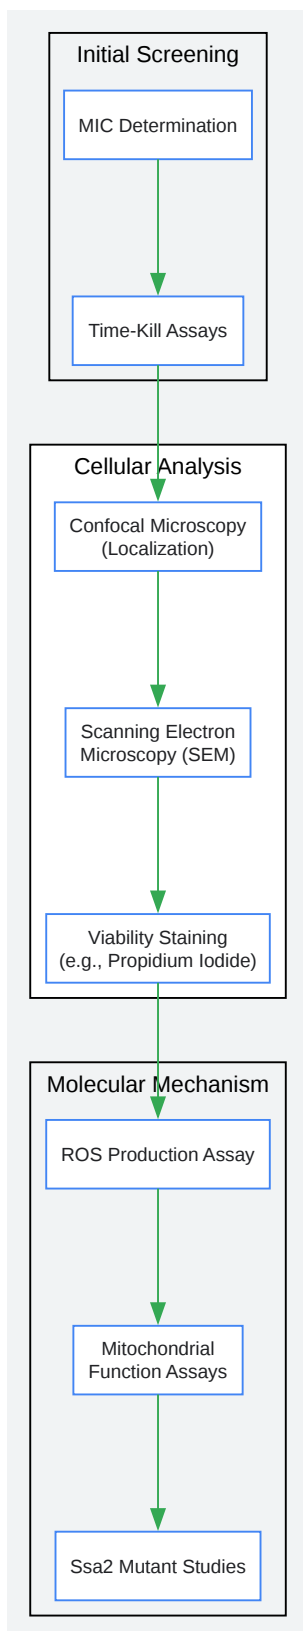 Initial Screening
MIC Determination
Time-Kill Assays
Cellular Analysis
Confocal Microscopy
(Localization)
Scanning Electron
Microscopy (SEM)
Viability Staining
(e.g., Propidium Iodide)
Molecular Mechanism
ROS Production Assay
Mitochondrial
Function Assays
Ssa2 Mutant Studies